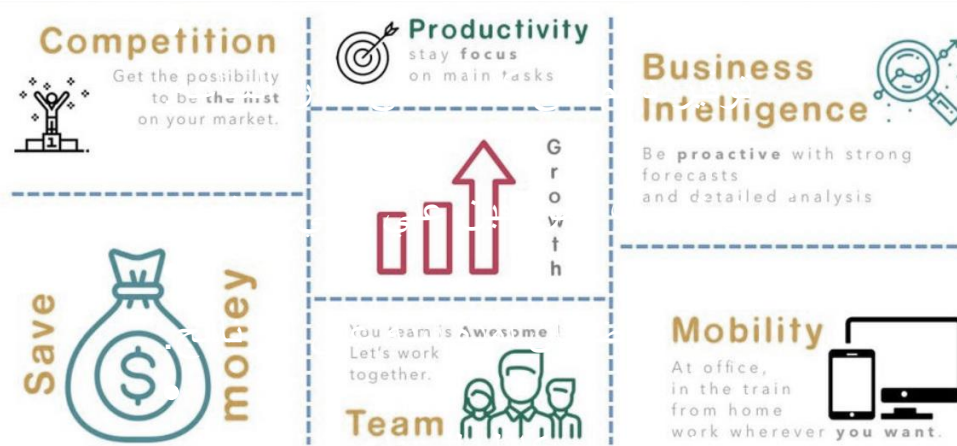 Competition
Get the possibility
to be the first
on your market.
Productivity
stay focus
on main tasks
Business
Intelligence
Be proactive with strong
forecasts
and detailed analysis
Growth
Save
money
$
1
You team is Awesome
Let's work
together.
Team
Mobility
At office,
in the train
from home
work wherever you want.